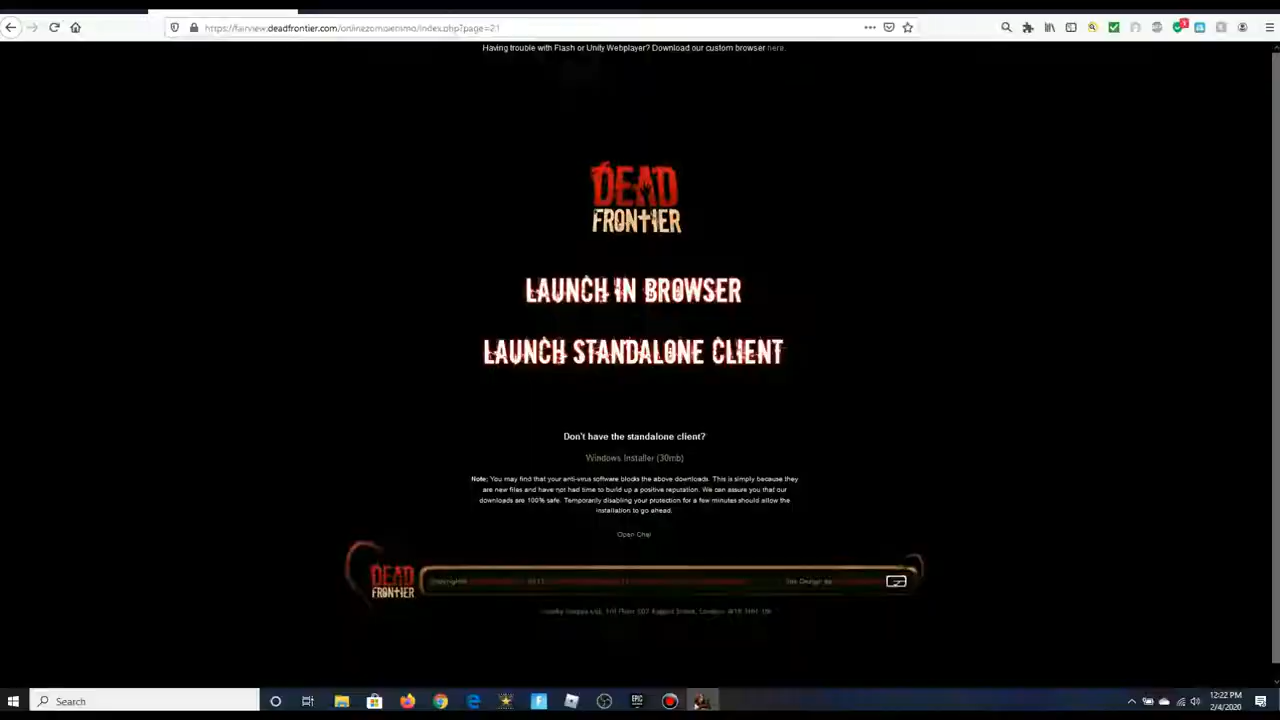 https://fairview.deadfrontier.com/onlinezombiemmo/index.php?page=21
Having trouble with Flash or Unity Webplayer? Download our custom browser here.
DEAD
FRONTIER
LAUNCH IN BROWSER
LAUNCH STANDALONE CLIENT
Don't have the standalone client?
Windows Installer (30mb)
Note: You may find that your anti-virus software blocks the above downloads. This is simply because they
are new files and have not had time to build up a positive reputation. We can assure you that our
downloads are 100% safe. Temporarily disabling your protection for a few minutes should allow the
installation to go ahead.
Open Chat
DEAD
FRONTIER
Copyright
Site Design by
Search
EPIC
12:22 PM
2/4/2020